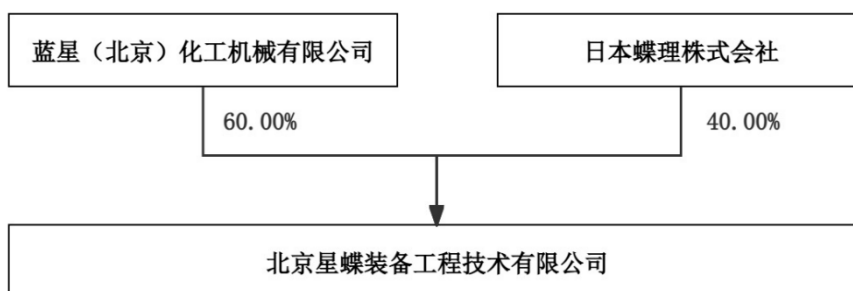 蓝星（北京）化工机械有限公司
日本蝶理株式会社
60.00%
40.00%
北京星蝶装备工程技术有限公司